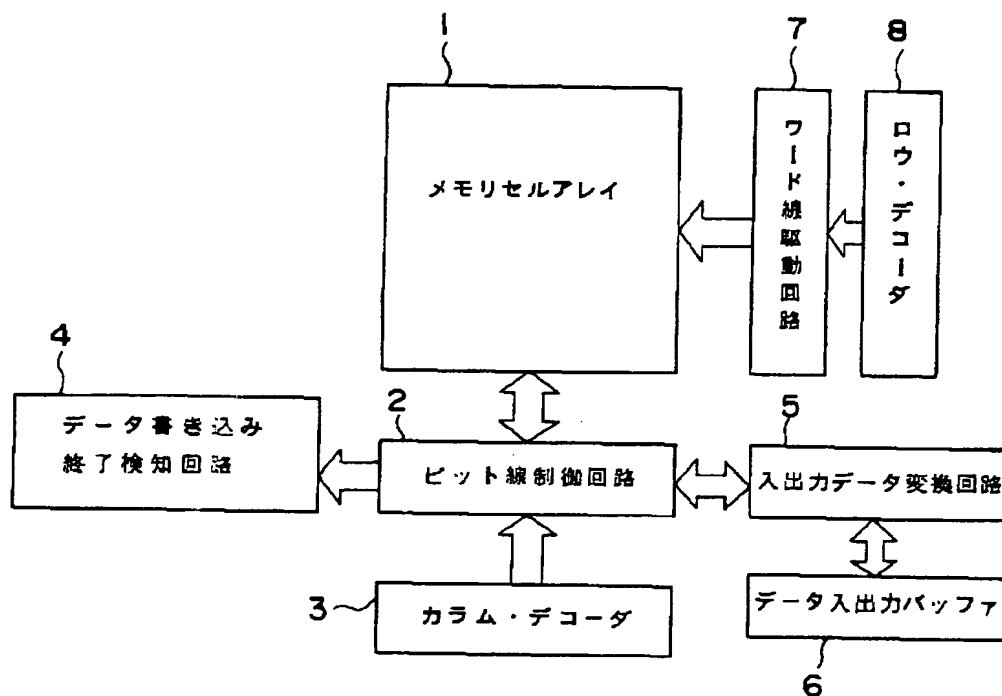 1
7
8
メモリセルアレイ
ワード線駆動回路
ロウ・デコーダ
4
データ書き込み
終了検知回路
2
ビット線制御回路
5
入出力データ変換回路
3
カラム・デコーダ
データ入出力バッファ
6